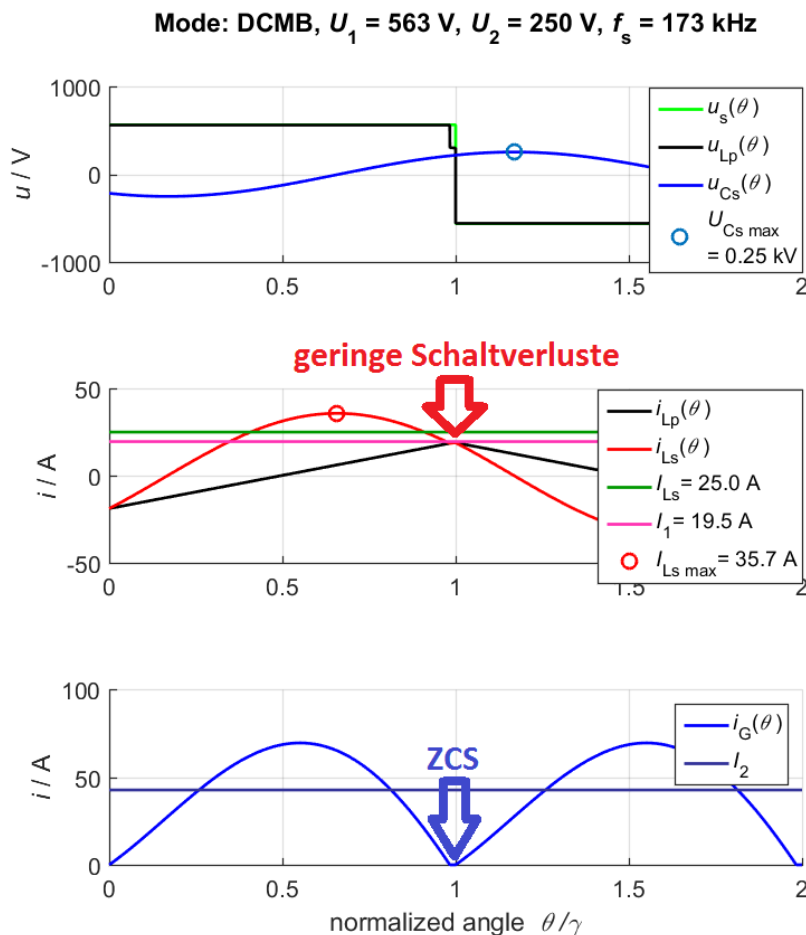 Mode: DCMB, U1 = 563 V, U2 = 250 V, fs = 173 kHz
u / V
1000
0
-1000
0
0.5
1
1.5
2
us(θ)
uLp(θ)
uCs(θ)
UCs max
= 0.25 kV
geringe Schaltverluste
i / A
50
0
-50
0
0.5
1
1.5
2
iLp(θ)
iLs(θ)
ILs= 25.0 A
I1= 19.5 A
ILs max= 35.7 A
i / A
100
50
0
0
0.5
1
1.5
2
ZCS
iG(θ)
I2
normalized angle θ/γ